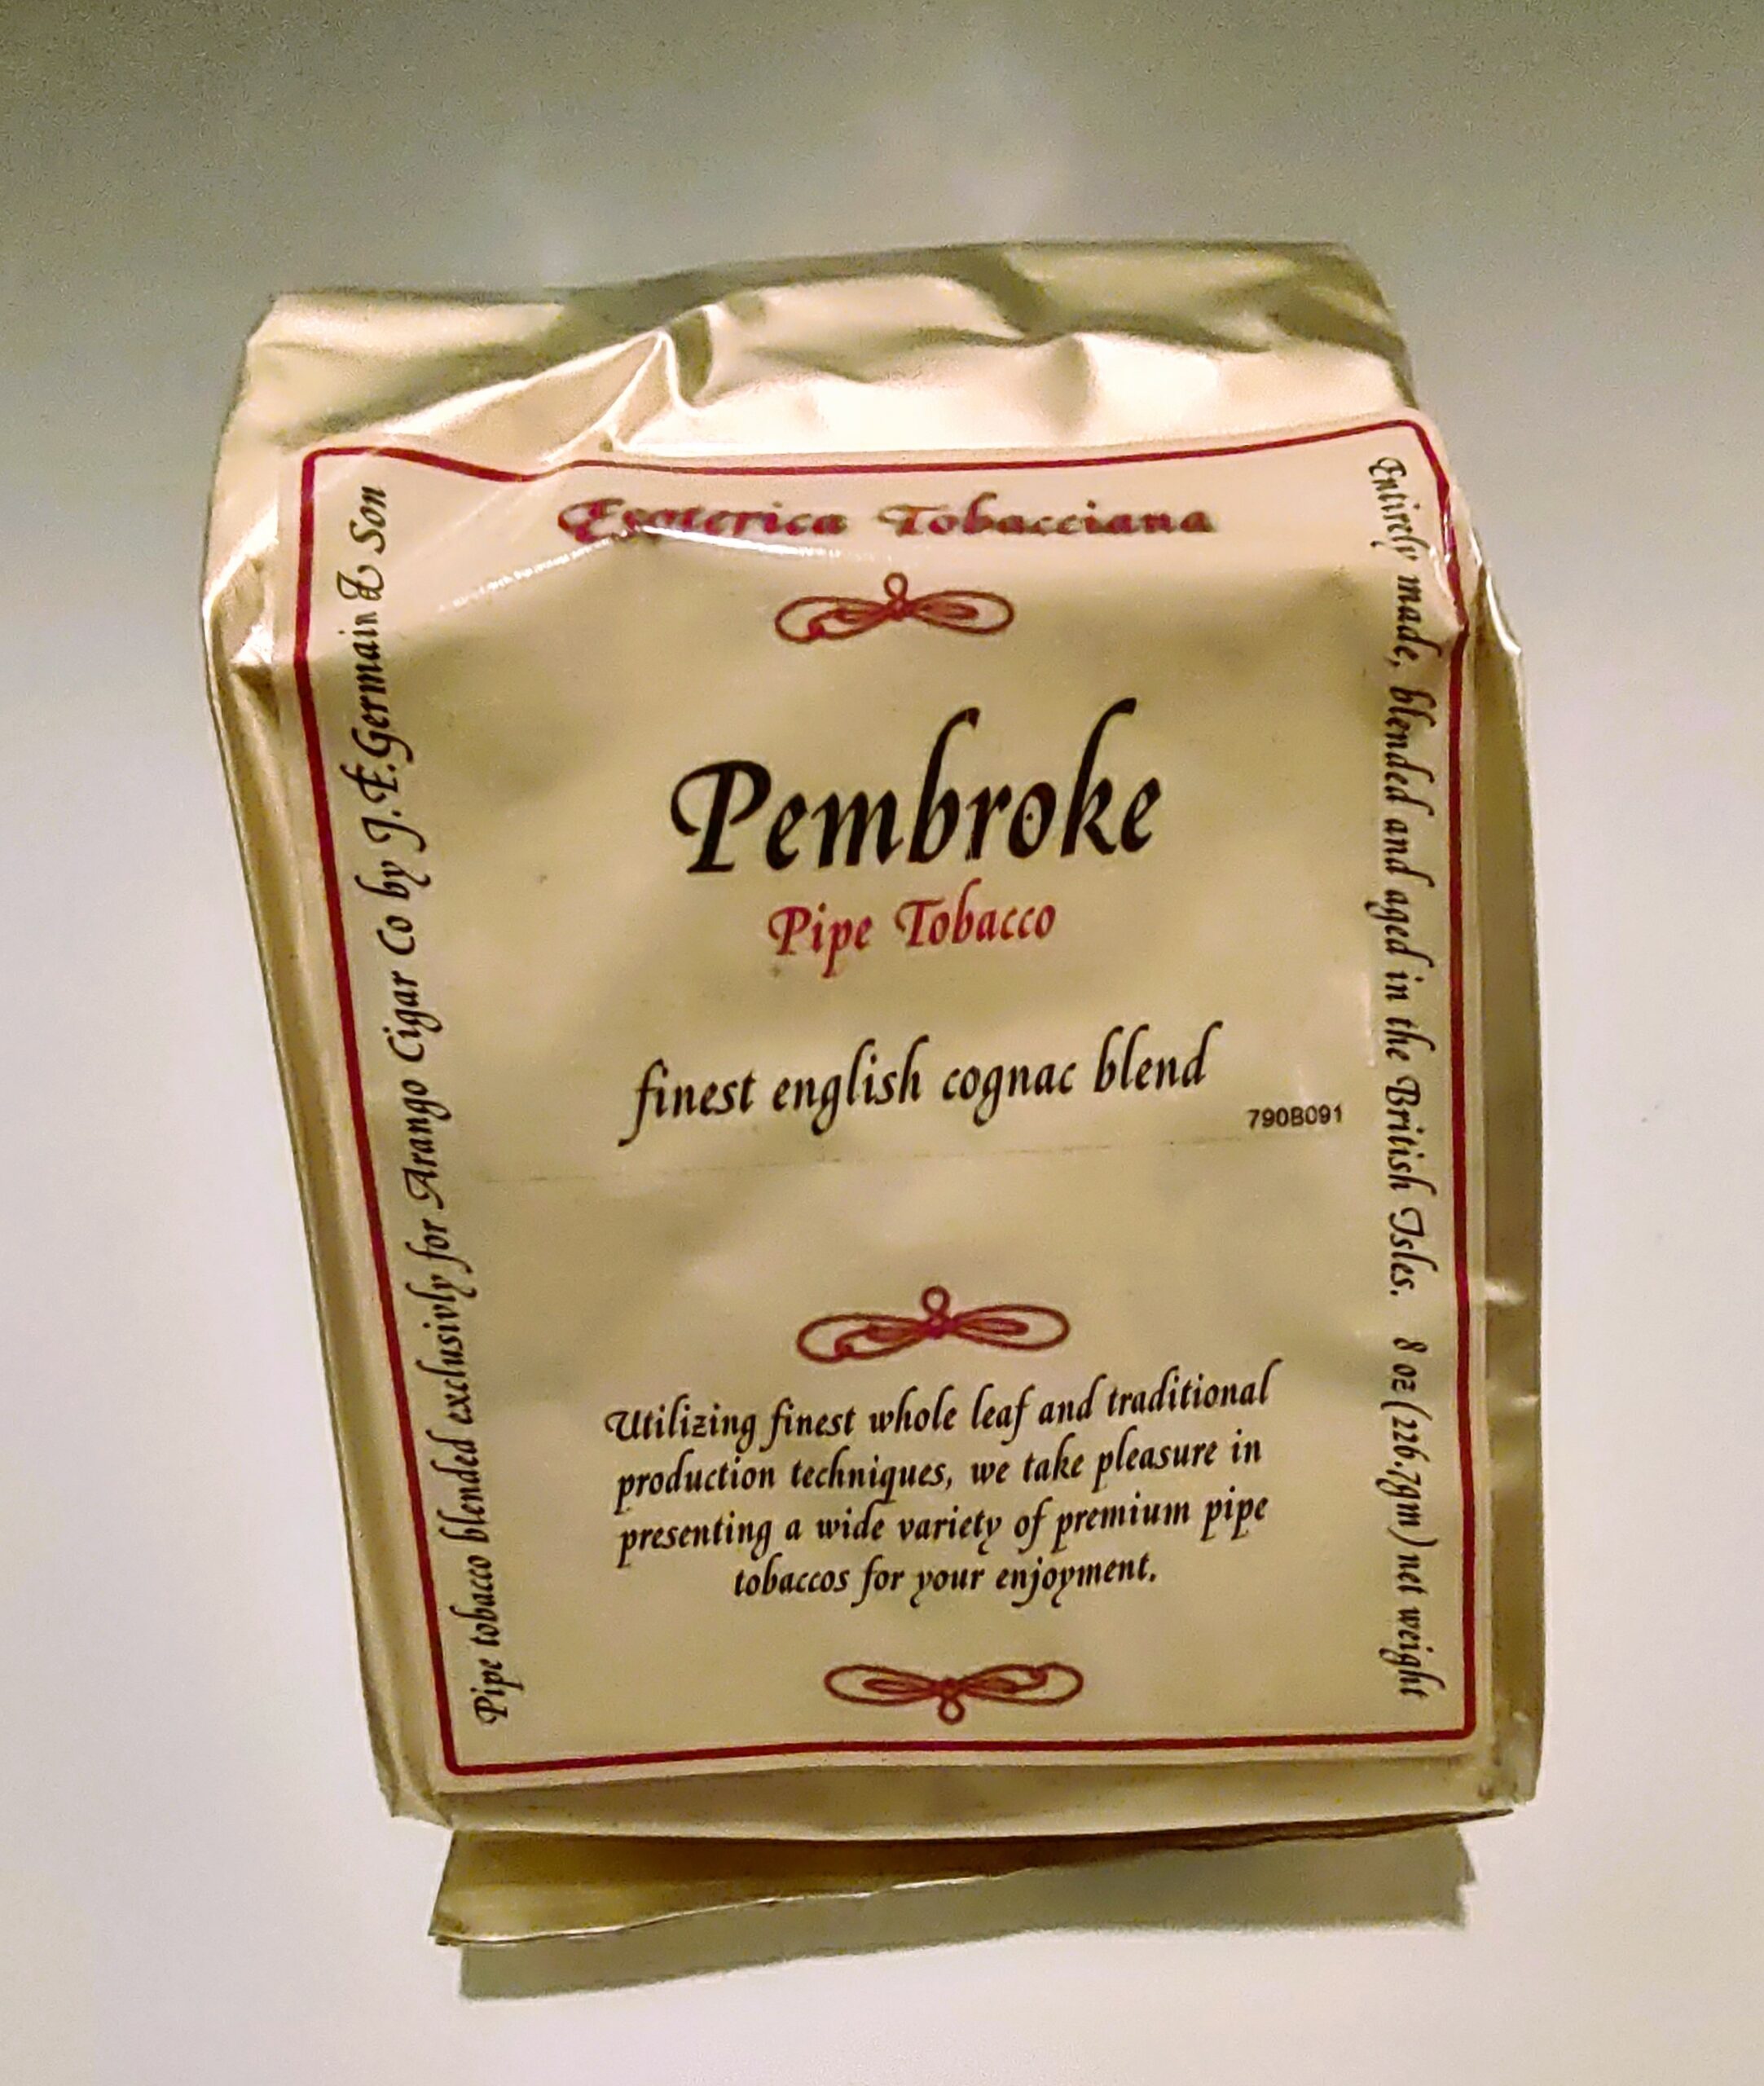 Esoterica Tobacciana
Pembroke
Pipe Tobacco
finest english cognac blend
790B091
Utilizing finest whole leaf and traditional
production techniques, we take pleasure in
presenting a wide variety of premium pipe
tobaccos for your enjoyment.
Pipe tobacco blended exclusivly for Arango Cigar Co by J.F.Germain & Son
Entirely made, blended and aged in the British Isles. 8 oz (226.7gm) net weight